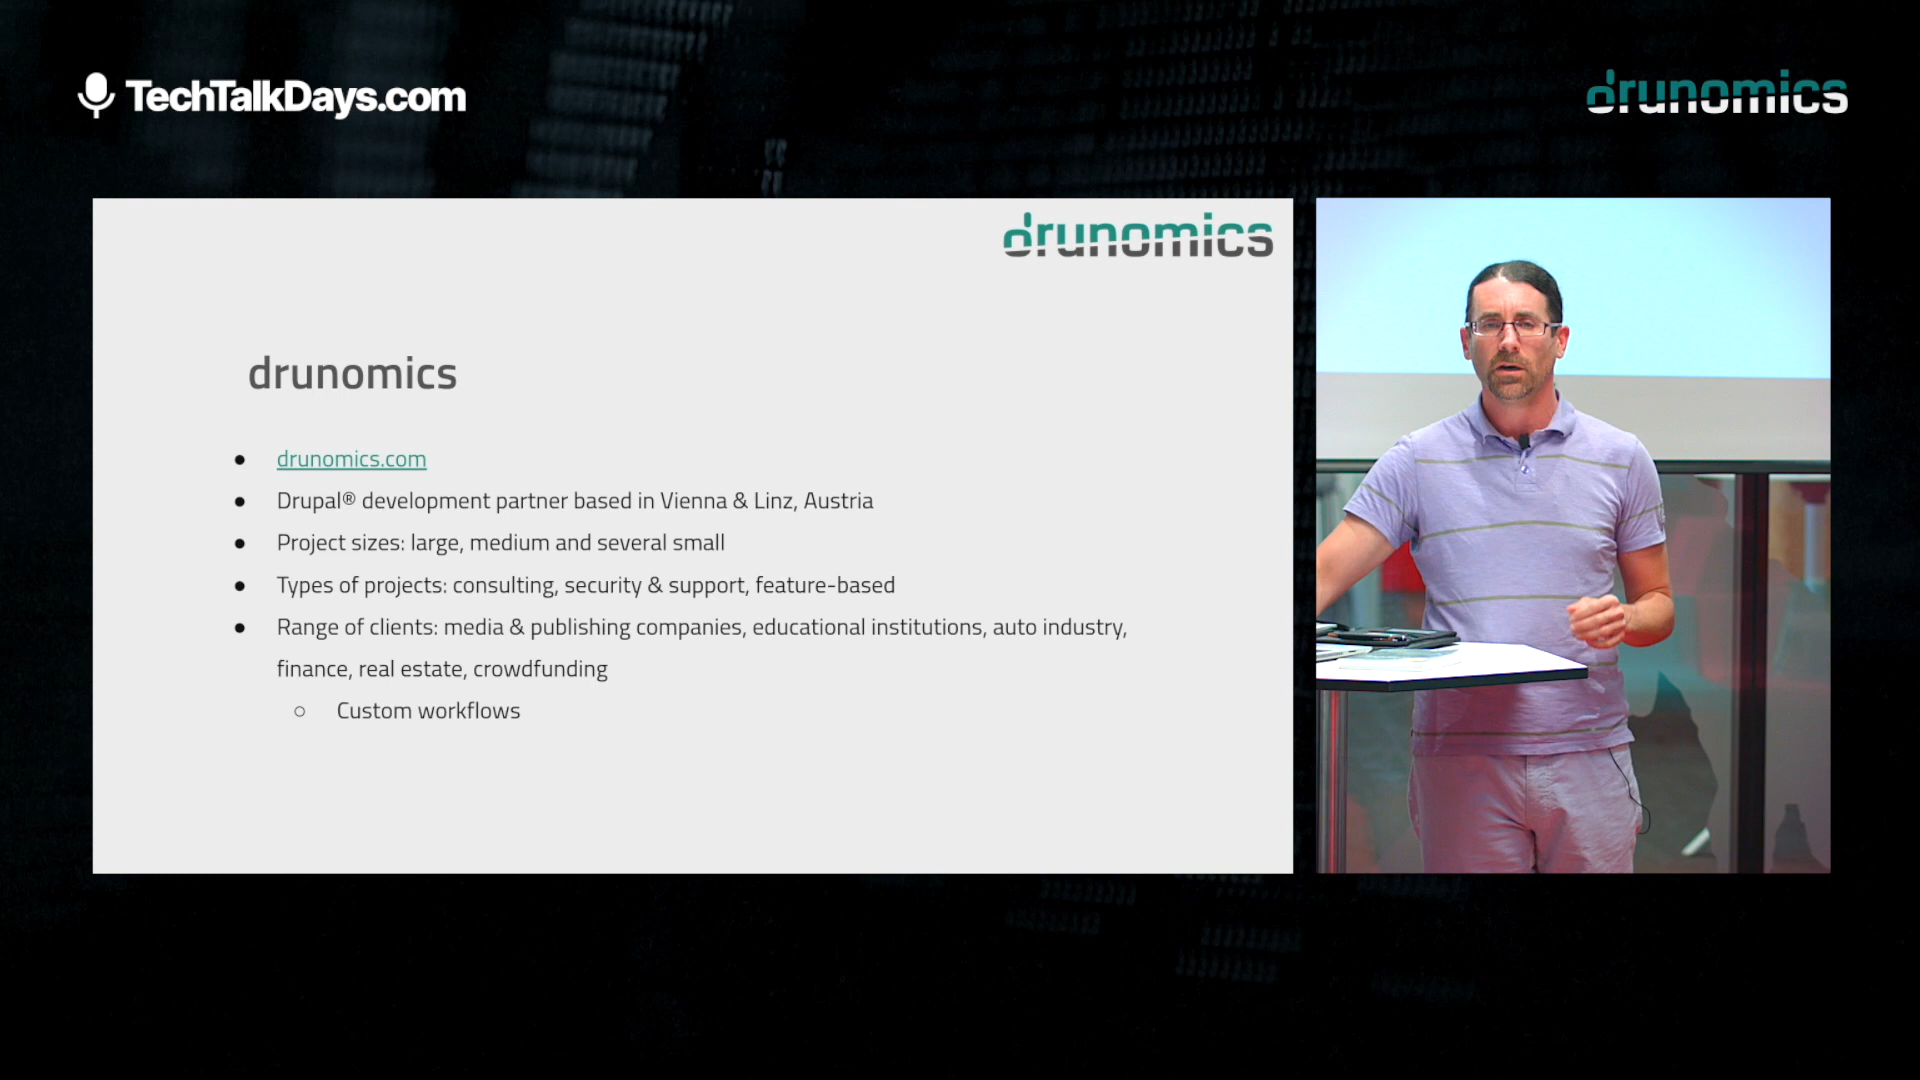 TechTalkDays.com
drunomics
drunomics
drunomics
drunomics.com
Drupal® development partner based in Vienna & Linz, Austria
Project sizes: large, medium and several small
Types of projects: consulting, security & support, feature-based
Range of clients: media & publishing companies, educational institutions, auto industry,
finance, real estate, crowdfunding
Custom workflows